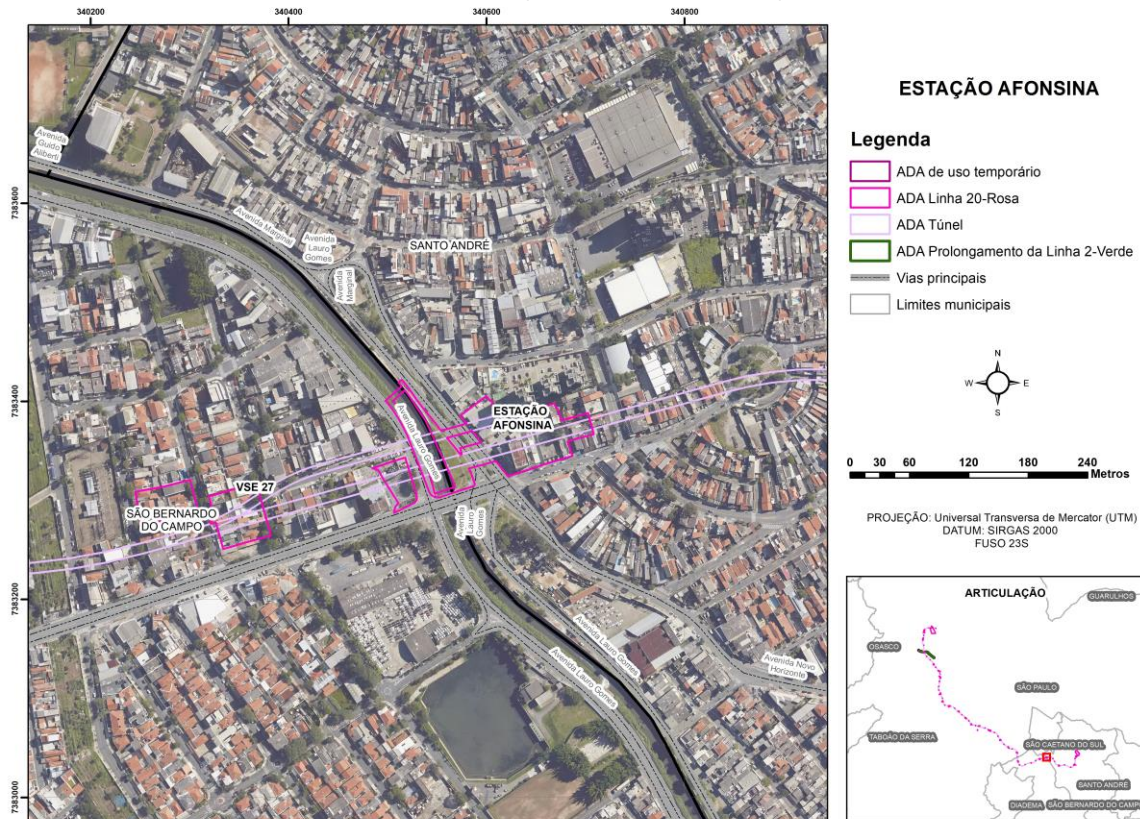 340200
340400
340600
340800
7383600
7383400
7383200
7383000
Avenida
Guido
Aliberti
Avenida Marginal
Avenida
Lauro
Gomes
SANTO ANDRÉ
Avenida
Marginal
ESTAÇÃO
AFONSINA
Avenida Lauro Gomes
VSE 27
SÃO BERNARDO
DO CAMPO
Avenida
Lauro
Gomes
Avenida Lauro Gomes
Avenida Lauro Gomes
Avenida Novo
Horizonte
ESTAÇÃO AFONSINA
Legenda
ADA de uso temporário
ADA Linha 20-Rosa
ADA Túnel
ADA Prolongamento da Linha 2-Verde
Vias principais
Limites municipais
N
W E
S
0 30 60 120 180 240
Metros
PROJEÇÃO: Universal Transversa de Mercator (UTM)
DATUM: SIRGAS 2000
FUSO 23S
ARTICULAÇÃO
GUARULHOS
OSASCO
SÃO PAULO
TABOÃO DA SERRA
SÃO CAETANO DO SUL
SANTO ANDRÉ
DIADEMA
SÃO BERNARDO DO CAMPO